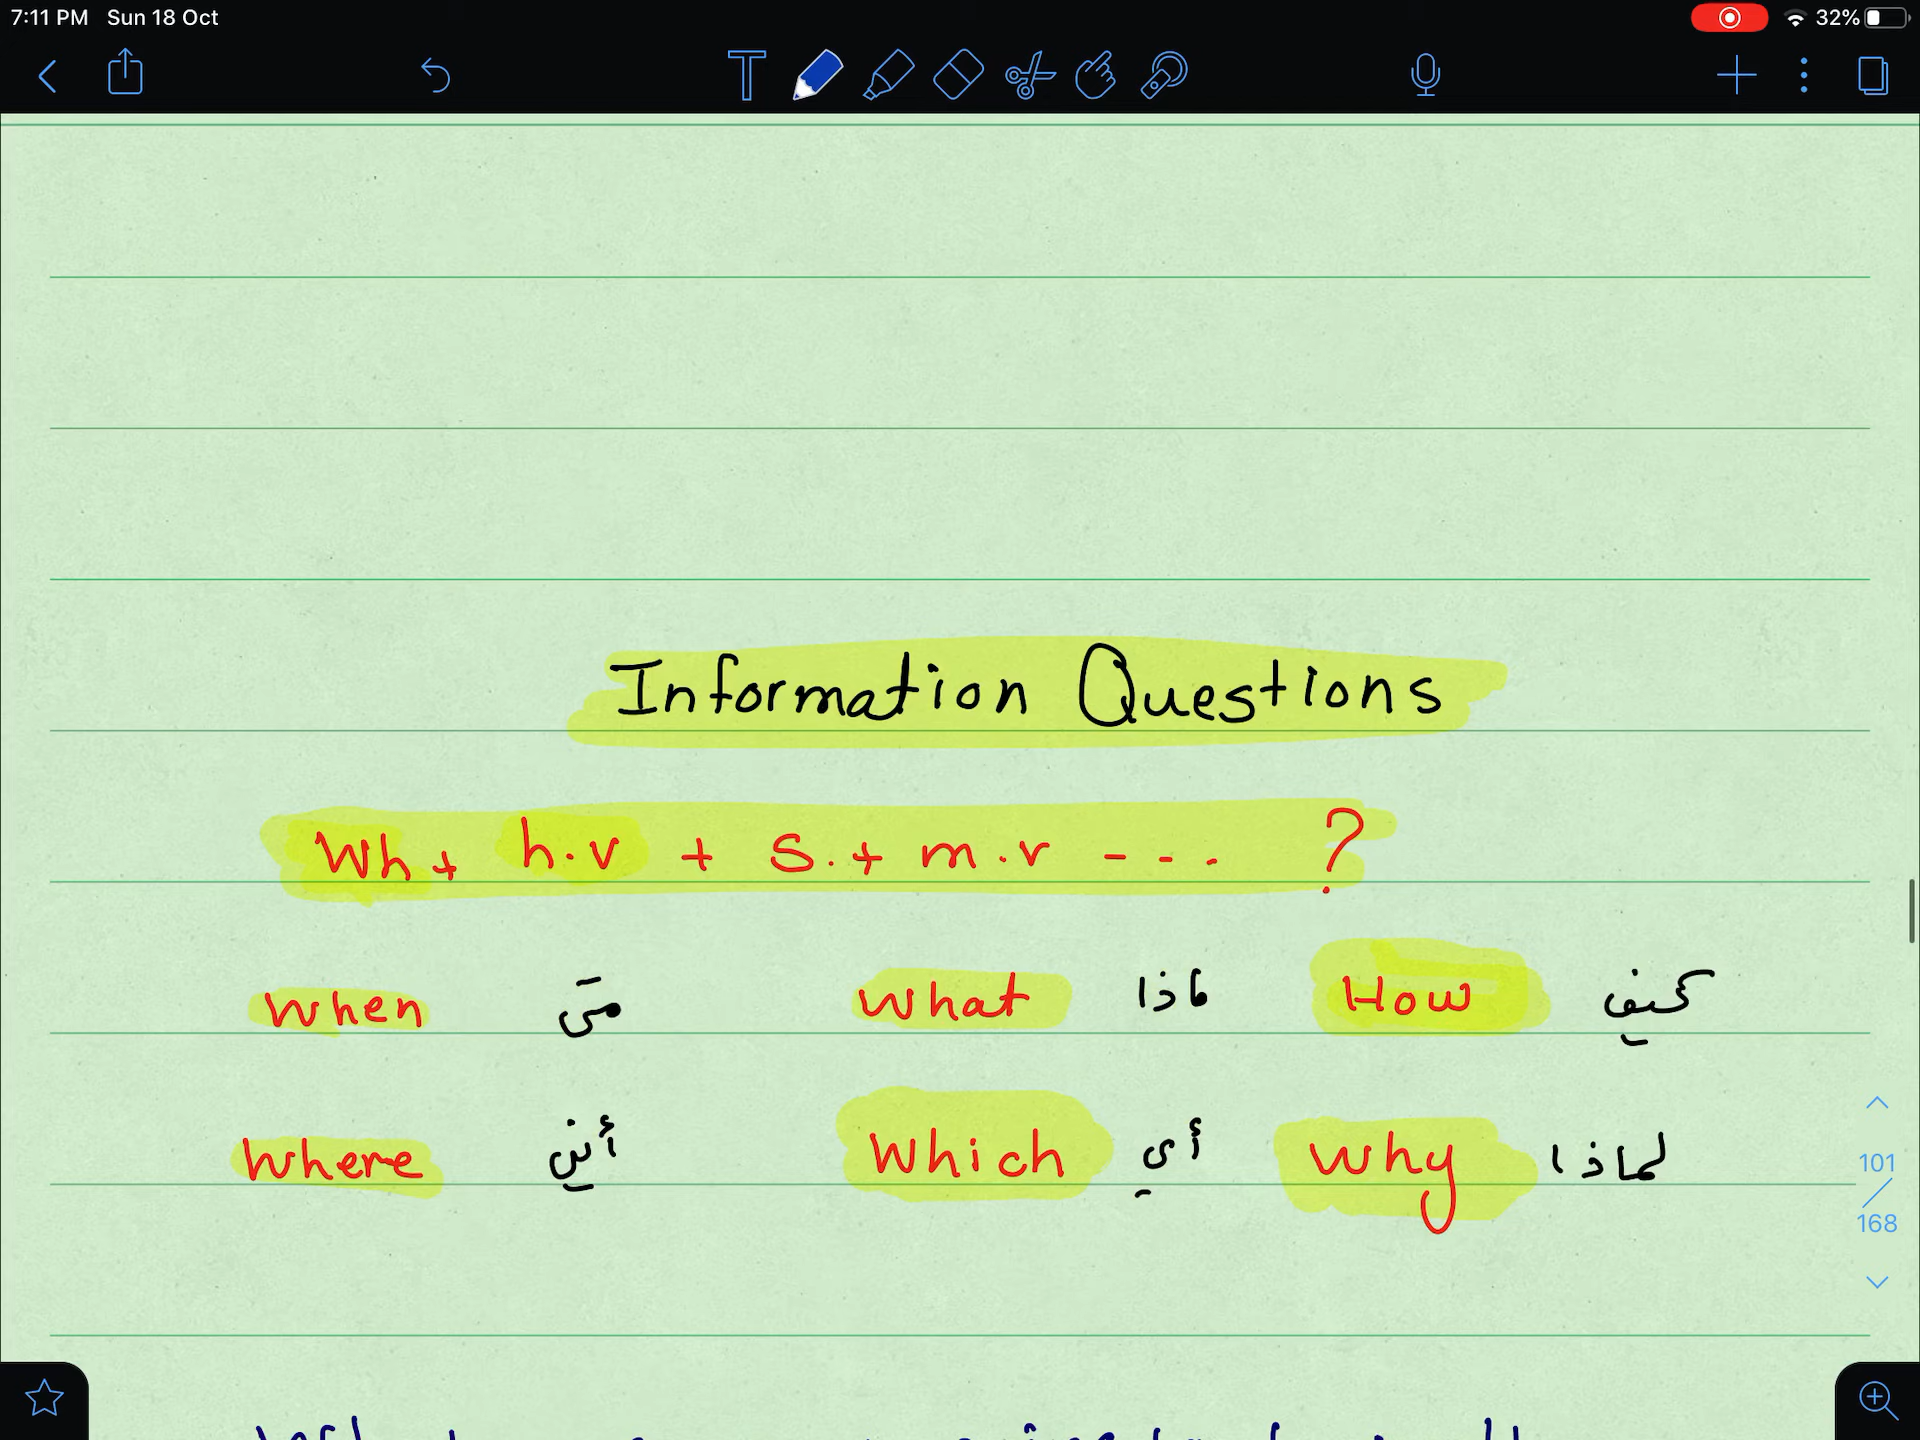 7:11 PM Sun 18 Oct 32%
Information Questions
Wh + h.v + s. + m.v - - - . ?
When متى What ماذا How كيف
Where أين Which أي Why لماذا
101
/
168